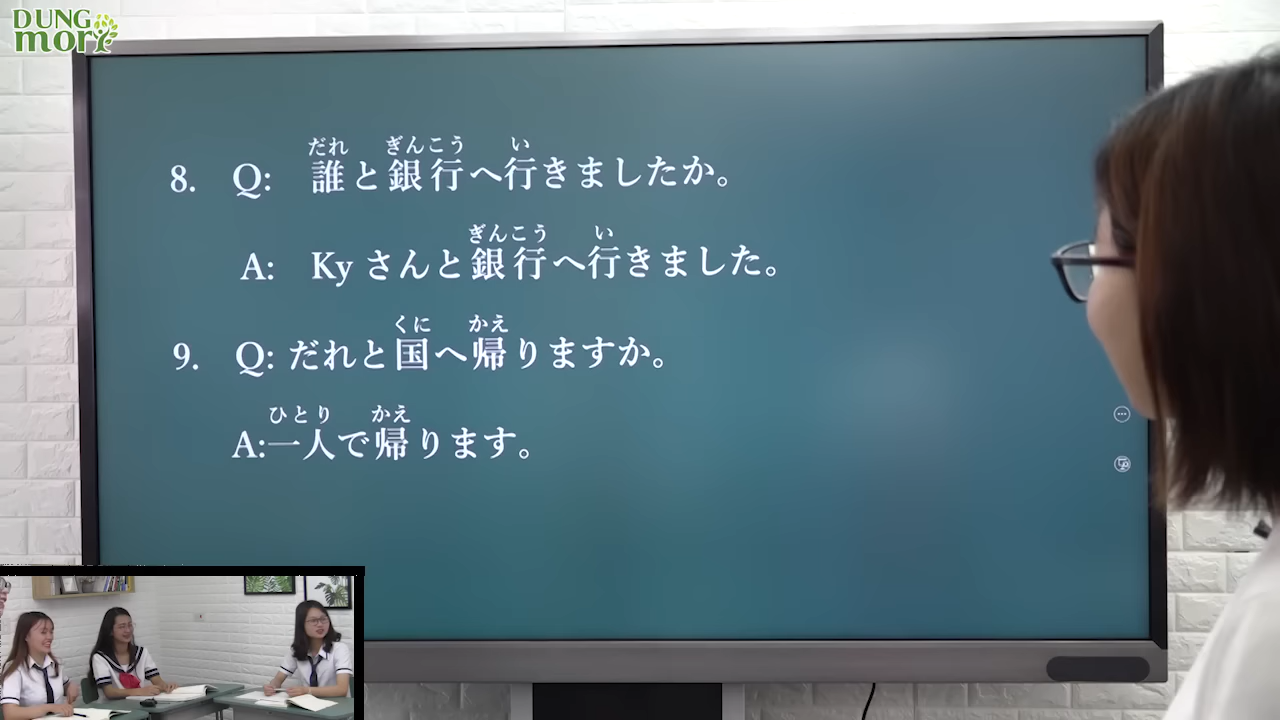 DUNG
mori
だれ ぎんこう い
8. Q: 誰と銀行へ行きましたか。
ぎんこう い
A: Kyさんと銀行へ行きました。
くに かえ
9. Q: だれと国へ帰りますか。
ひとり かえ
A:一人で帰ります。